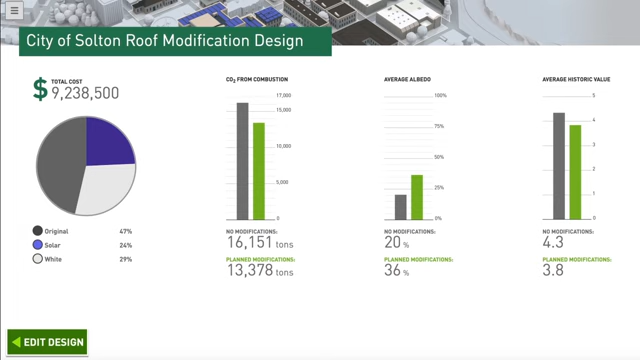 City of Solton Roof Modification Design
$ TOTAL COST
9,238,500
Original 47%
Solar 24%
White 29%
CO₂ FROM COMBUSTION
17,000
15,000
10,000
5,000
0
NO MODIFICATIONS:
16,151 tons
PLANNED MODIFICATIONS:
13,378 tons
AVERAGE ALBEDO
100%
75%
50%
25%
0%
NO MODIFICATIONS:
20 %
PLANNED MODIFICATIONS:
36 %
AVERAGE HISTORIC VALUE
5
4
3
2
1
0
NO MODIFICATIONS:
4.3
PLANNED MODIFICATIONS:
3.8
EDIT DESIGN